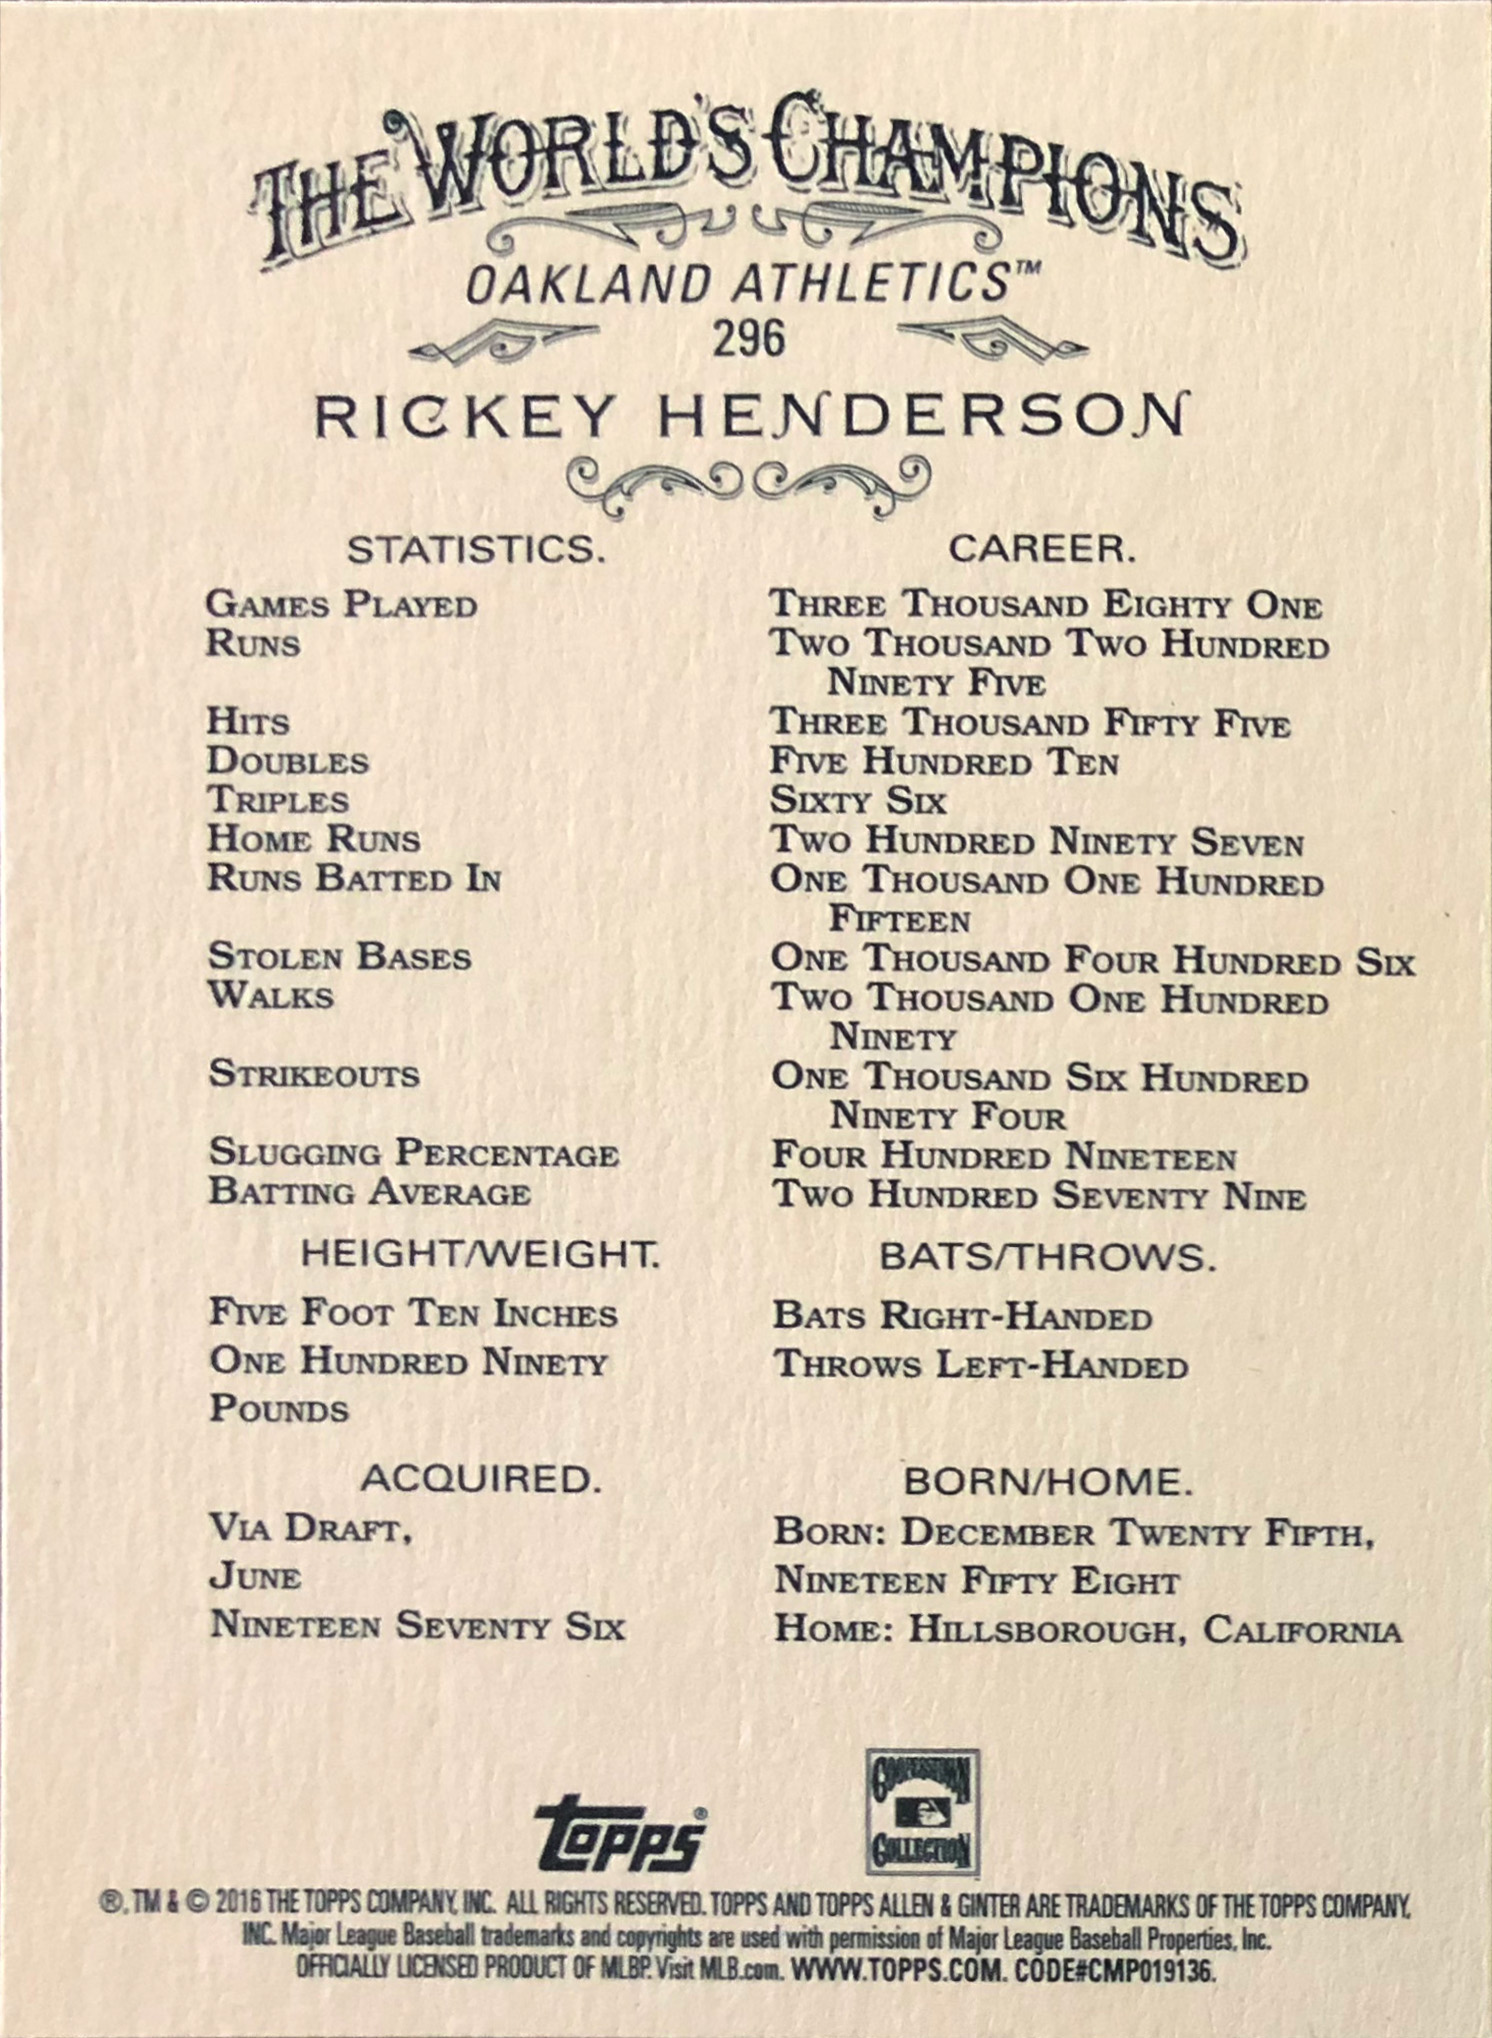 THE WORLD'S CHAMPIONS
OAKLAND ATHLETICS™
296
RICKEY HENDERSON
STATISTICS. CAREER.
GAMES PLAYED THREE THOUSAND EIGHTY ONE
RUNS TWO THOUSAND TWO HUNDRED
NINETY FIVE
HITS THREE THOUSAND FIFTY FIVE
DOUBLES FIVE HUNDRED TEN
TRIPLES SIXTY SIX
HOME RUNS TWO HUNDRED NINETY SEVEN
RUNS BATTED IN ONE THOUSAND ONE HUNDRED
FIFTEEN
STOLEN BASES ONE THOUSAND FOUR HUNDRED SIX
WALKS TWO THOUSAND ONE HUNDRED
NINETY
STRIKEOUTS ONE THOUSAND SIX HUNDRED
NINETY FOUR
SLUGGING PERCENTAGE FOUR HUNDRED NINETEEN
BATTING AVERAGE TWO HUNDRED SEVENTY NINE
HEIGHT/WEIGHT. BATS/THROWS.
FIVE FOOT TEN INCHES BATS RIGHT-HANDED
ONE HUNDRED NINETY THROWS LEFT-HANDED
POUNDS
ACQUIRED. BORN/HOME.
VIA DRAFT, BORN: DECEMBER TWENTY FIFTH,
JUNE NINETEEN FIFTY EIGHT
NINETEEN SEVENTY SIX HOME: HILLSBOROUGH, CALIFORNIA
COOPERSTOWN
TOPPS®
COLLECTION
®, TM & © 2016 THE TOPPS COMPANY, INC. ALL RIGHTS RESERVED. TOPPS AND TOPPS ALLEN & GINTER ARE TRADEMARKS OF THE TOPPS COMPANY,
INC. Major League Baseball trademarks and copyrights are used with permission of Major League Baseball Properties, Inc.
OFFICIALLY LICENSED PRODUCT OF MLBP. Visit MLB.com. WWW.TOPPS.COM. CODE#CMP019136.